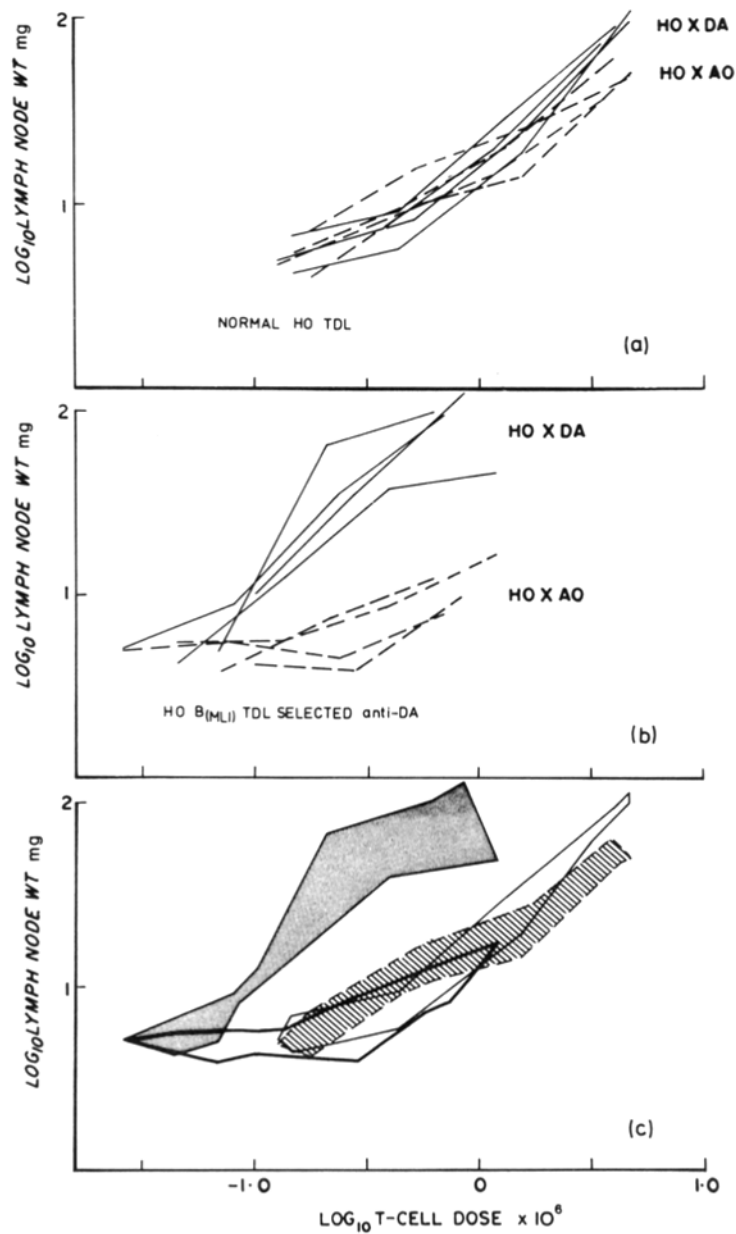 2
HO X DA
HO X AO
LOG10 LYMPH NODE WT mg
1
NORMAL HO TDL
(a)
2
HO X DA
LOG10 LYMPH NODE WT mg
1
HO X AO
HO B(MLI) TDL SELECTED anti-DA
(b)
2
LOG10 LYMPH NODE WT mg
1
(c)
-1·0
0
1·0
LOG10 T-CELL DOSE x 10^6